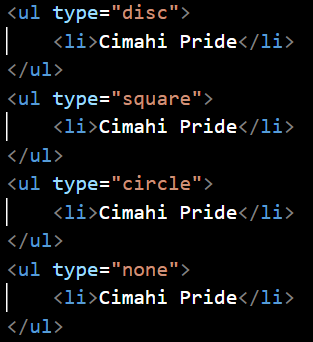 <ul type="disc">
    <li>Cimahi Pride</li>
</ul>
<ul type="square">
    <li>Cimahi Pride</li>
</ul>
<ul type="circle">
    <li>Cimahi Pride</li>
</ul>
<ul type="none">
    <li>Cimahi Pride</li>
</ul>